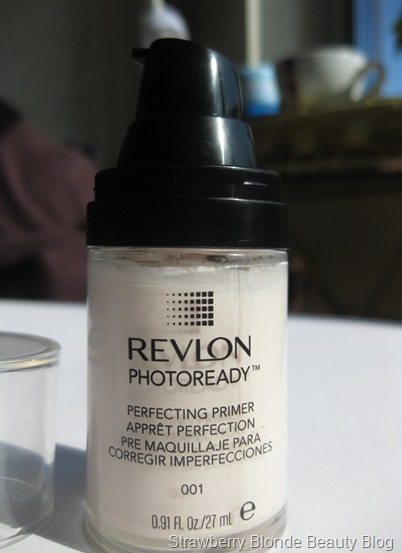 REVLON
PHOTOREADY™
PERFECTING PRIMER
APPRÊT PERFECTION
PRE MAQUILLAJE PARA
CORREGIR IMPERFECCIONES
001
0.91 Fl. Oz./27 mL ℮
Strawberry Blonde Beauty Blog